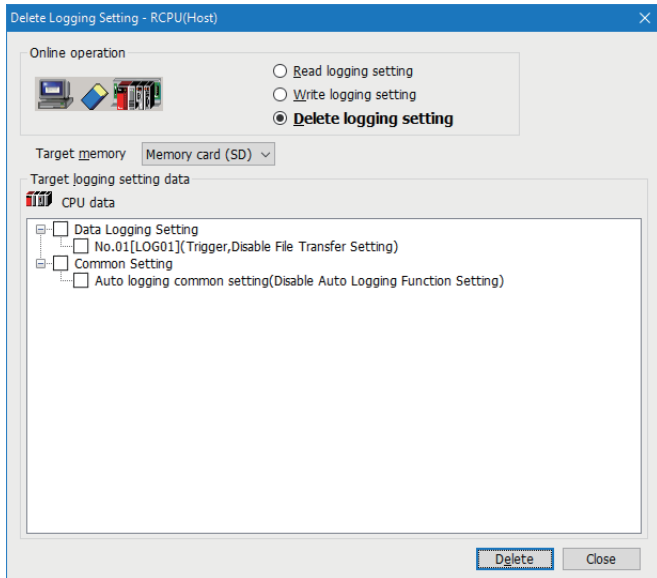 Delete Logging Setting - RCPU(Host)
Online operation
Read logging setting
Write logging setting
Delete logging setting
Target memory Memory card (SD)
Target logging setting data
CPU data
Data Logging Setting
No.01[LOG01](Trigger,Disable File Transfer Setting)
Common Setting
Auto logging common setting(Disable Auto Logging Function Setting)
Delete Close